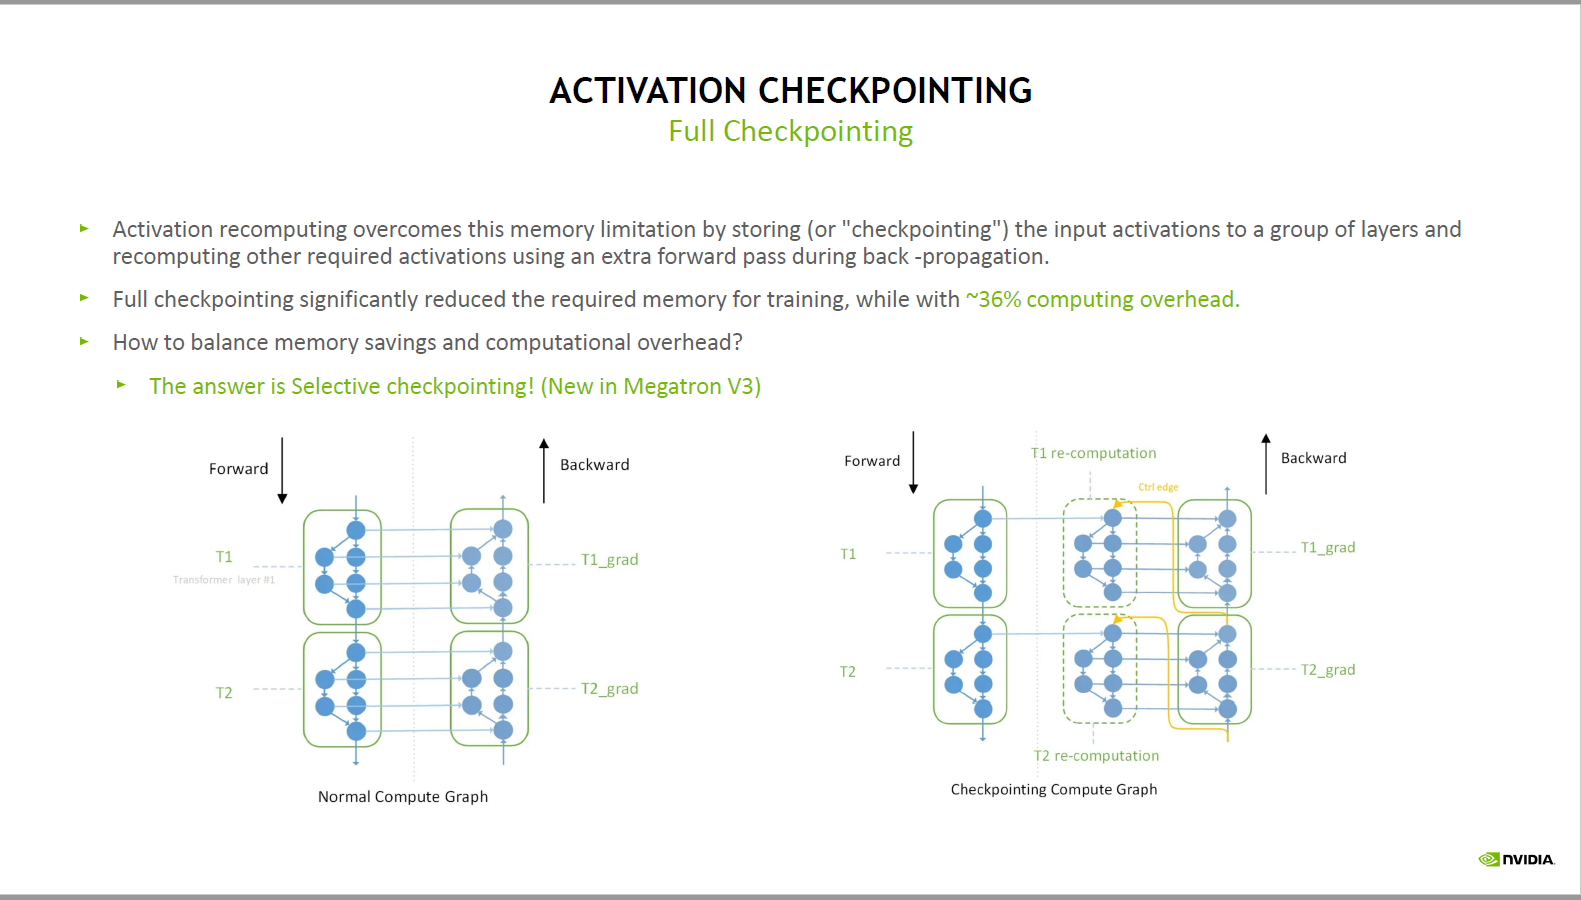 ACTIVATION CHECKPOINTING
Full Checkpointing
Activation recomputing overcomes this memory limitation by storing (or "checkpointing") the input activations to a group of layers and
recomputing other required activations using an extra forward pass during back -propagation.
Full checkpointing significantly reduced the required memory for training, while with ~36% computing overhead.
How to balance memory savings and computational overhead?
The answer is Selective checkpointing! (New in Megatron V3)
Forward
Backward
T1
Transformer layer #1
T1_grad
T2
T2_grad
Normal Compute Graph
Forward
T1 re-computation
Backward
Ctrl edge
T1
T1_grad
T2
T2_grad
T2 re-computation
Checkpointing Compute Graph
NVIDIA.